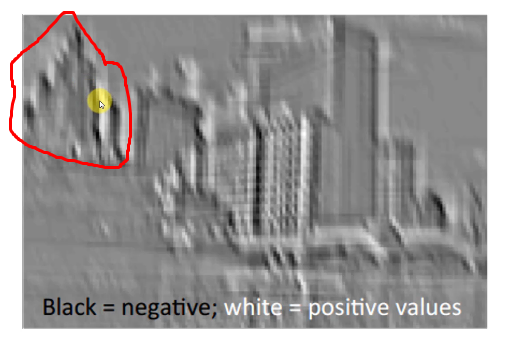 Black = negative; white = positive values